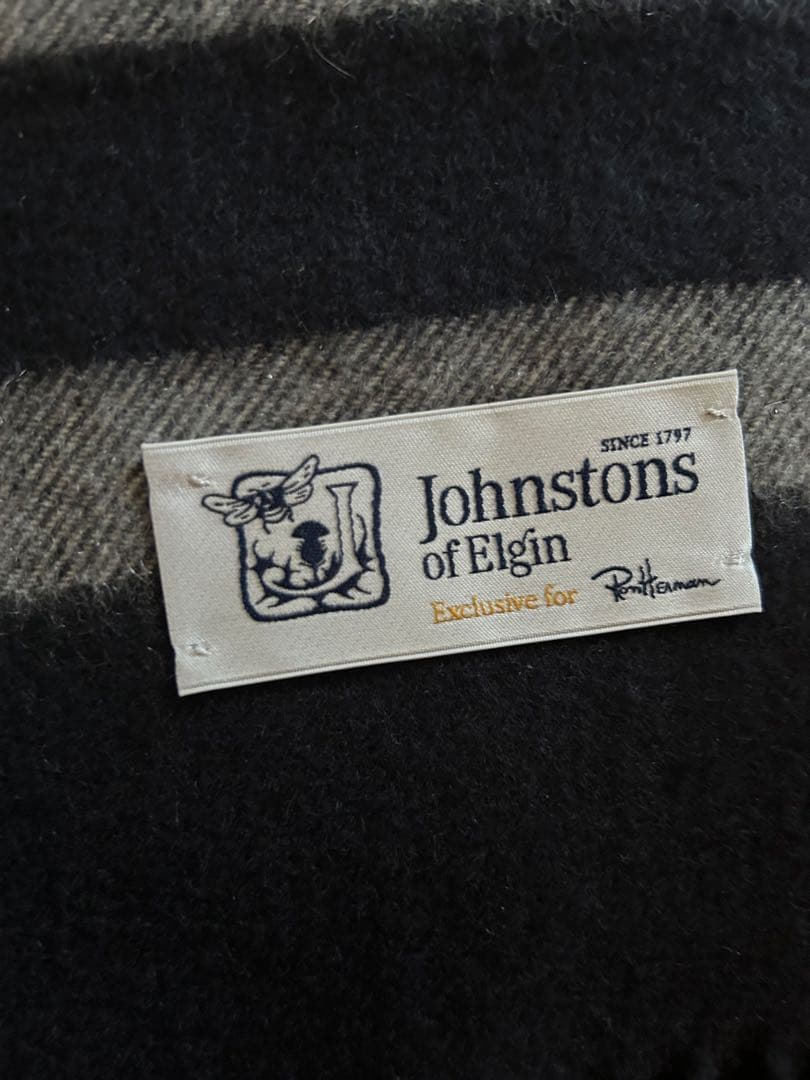 SINCE 1797
Johnstons
of Elgin
Exclusive for Ron Herman